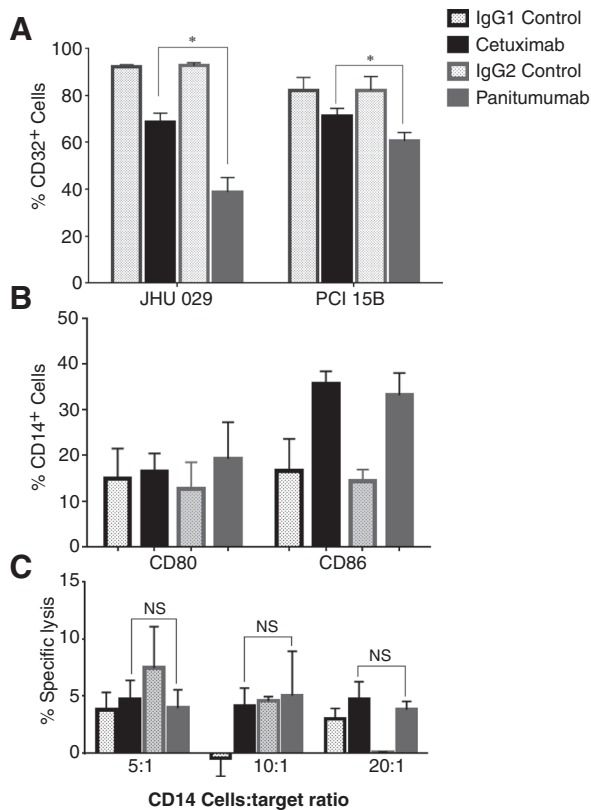 A
IgG1 Control
Cetuximab
IgG2 Control
Panitumumab
% CD32+ Cells
100
80
60
40
20
0
*
*
JHU 029
PCI 15B
B
% CD14+ Cells
50
40
30
20
10
0
CD80
CD86
C
% Specific lysis
15
10
5
0
NS
NS
NS
5:1
10:1
20:1
CD14 Cells:target ratio